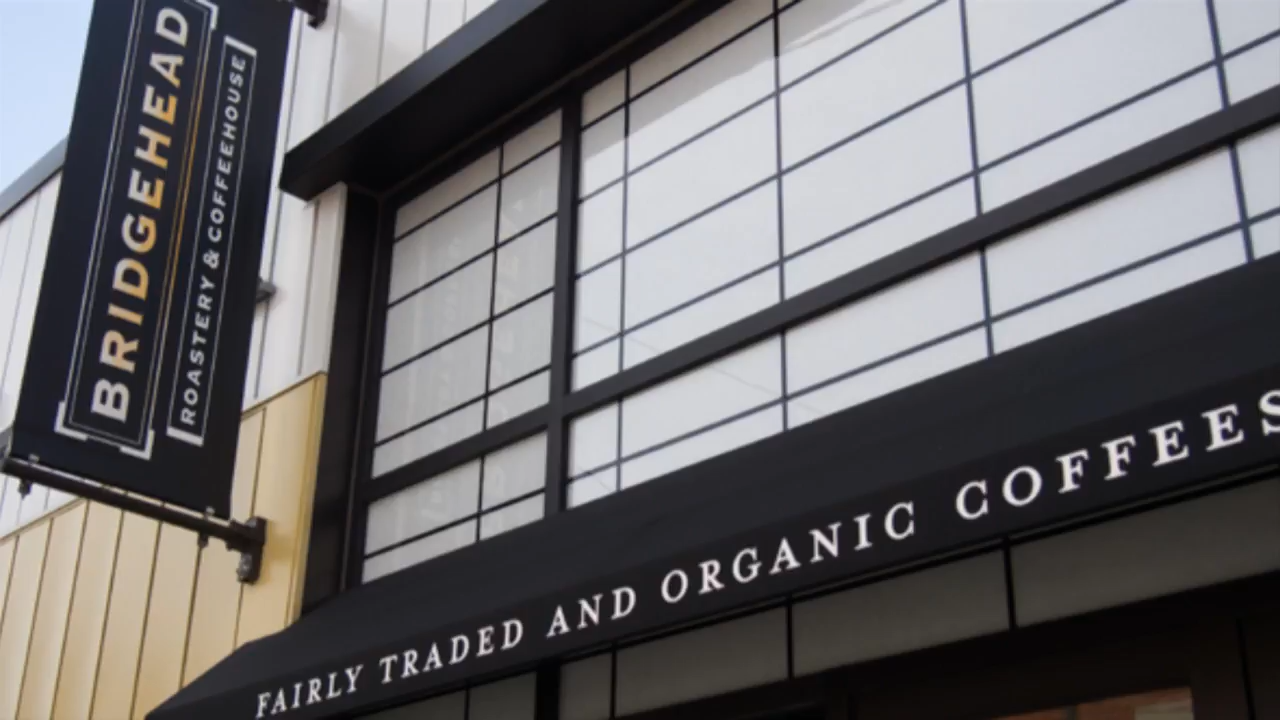 BRIDGEHEAD
ROASTERY & COFFEEHOUSE
FAIRLY TRADED AND ORGANIC COFFEES